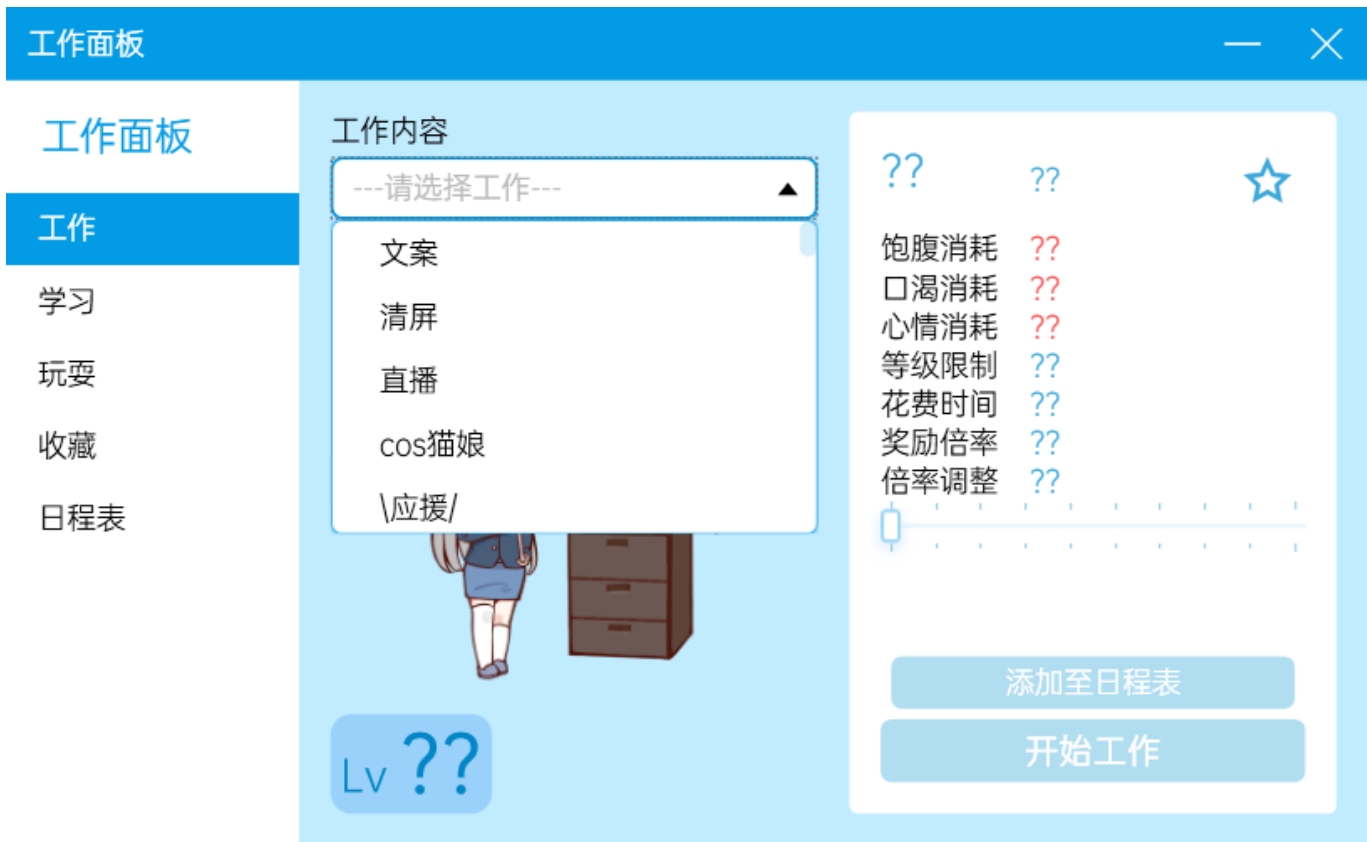 工作面板
工作面板
工作
学习
玩耍
收藏
日程表
工作内容
---请选择工作---
文案
清屏
直播
cos猫娘
\应援/
Lv ??
?? ??
饱腹消耗 ??
口渴消耗 ??
心情消耗 ??
等级限制 ??
花费时间 ??
奖励倍率 ??
倍率调整 ??
添加至日程表
开始工作